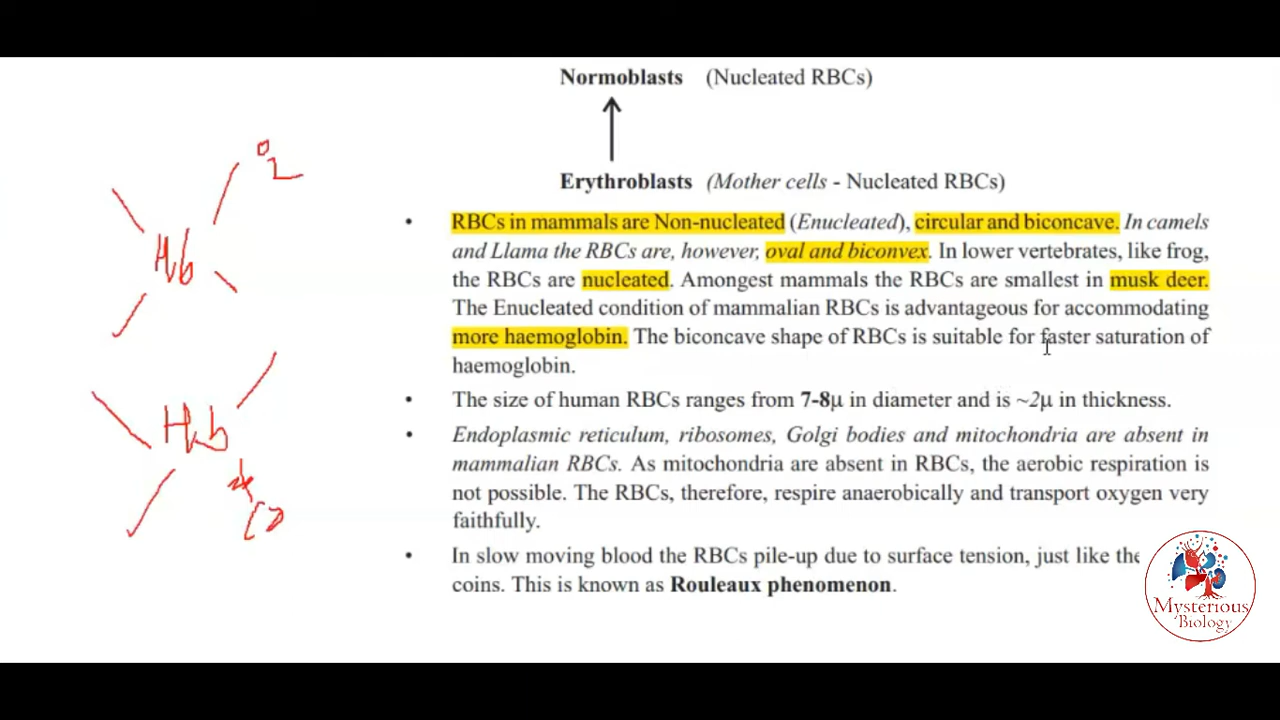 Normoblasts (Nucleated RBCs)
Erythroblasts (Mother cells - Nucleated RBCs)
• RBCs in mammals are Non-nucleated (Enucleated), circular and biconcave. In camels
and Llama the RBCs are, however, oval and biconvex. In lower vertebrates, like frog,
the RBCs are nucleated. Amongest mammals the RBCs are smallest in musk deer.
The Enucleated condition of mammalian RBCs is advantageous for accommodating
more haemoglobin. The biconcave shape of RBCs is suitable for faster saturation of
haemoglobin.
• The size of human RBCs ranges from 7-8μ in diameter and is ~2μ in thickness.
• Endoplasmic reticulum, ribosomes, Golgi bodies and mitochondria are absent in
mammalian RBCs. As mitochondria are absent in RBCs, the aerobic respiration is
not possible. The RBCs, therefore, respire anaerobically and transport oxygen very
faithfully.
• In slow moving blood the RBCs pile-up due to surface tension, just like the
coins. This is known as Rouleaux phenomenon.
O2
Hb
Hb
Mysterious
Biology